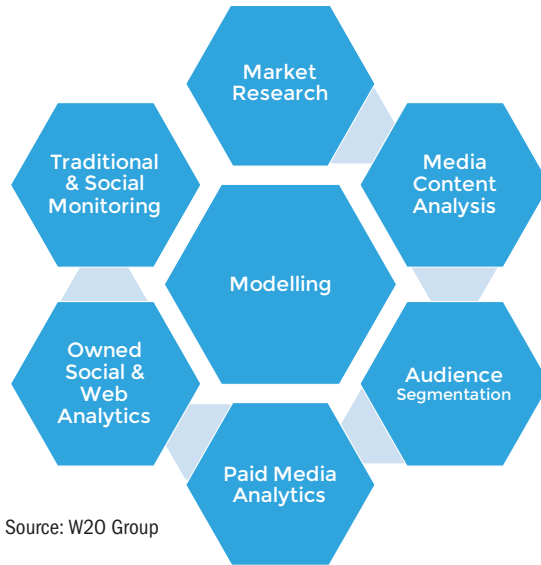 Market
Research
Traditional
& Social
Monitoring
Media
Content
Analysis
Modelling
Owned
Social &
Web
Analytics
Audience
Segmentation
Paid Media
Analytics
Source: W2O Group